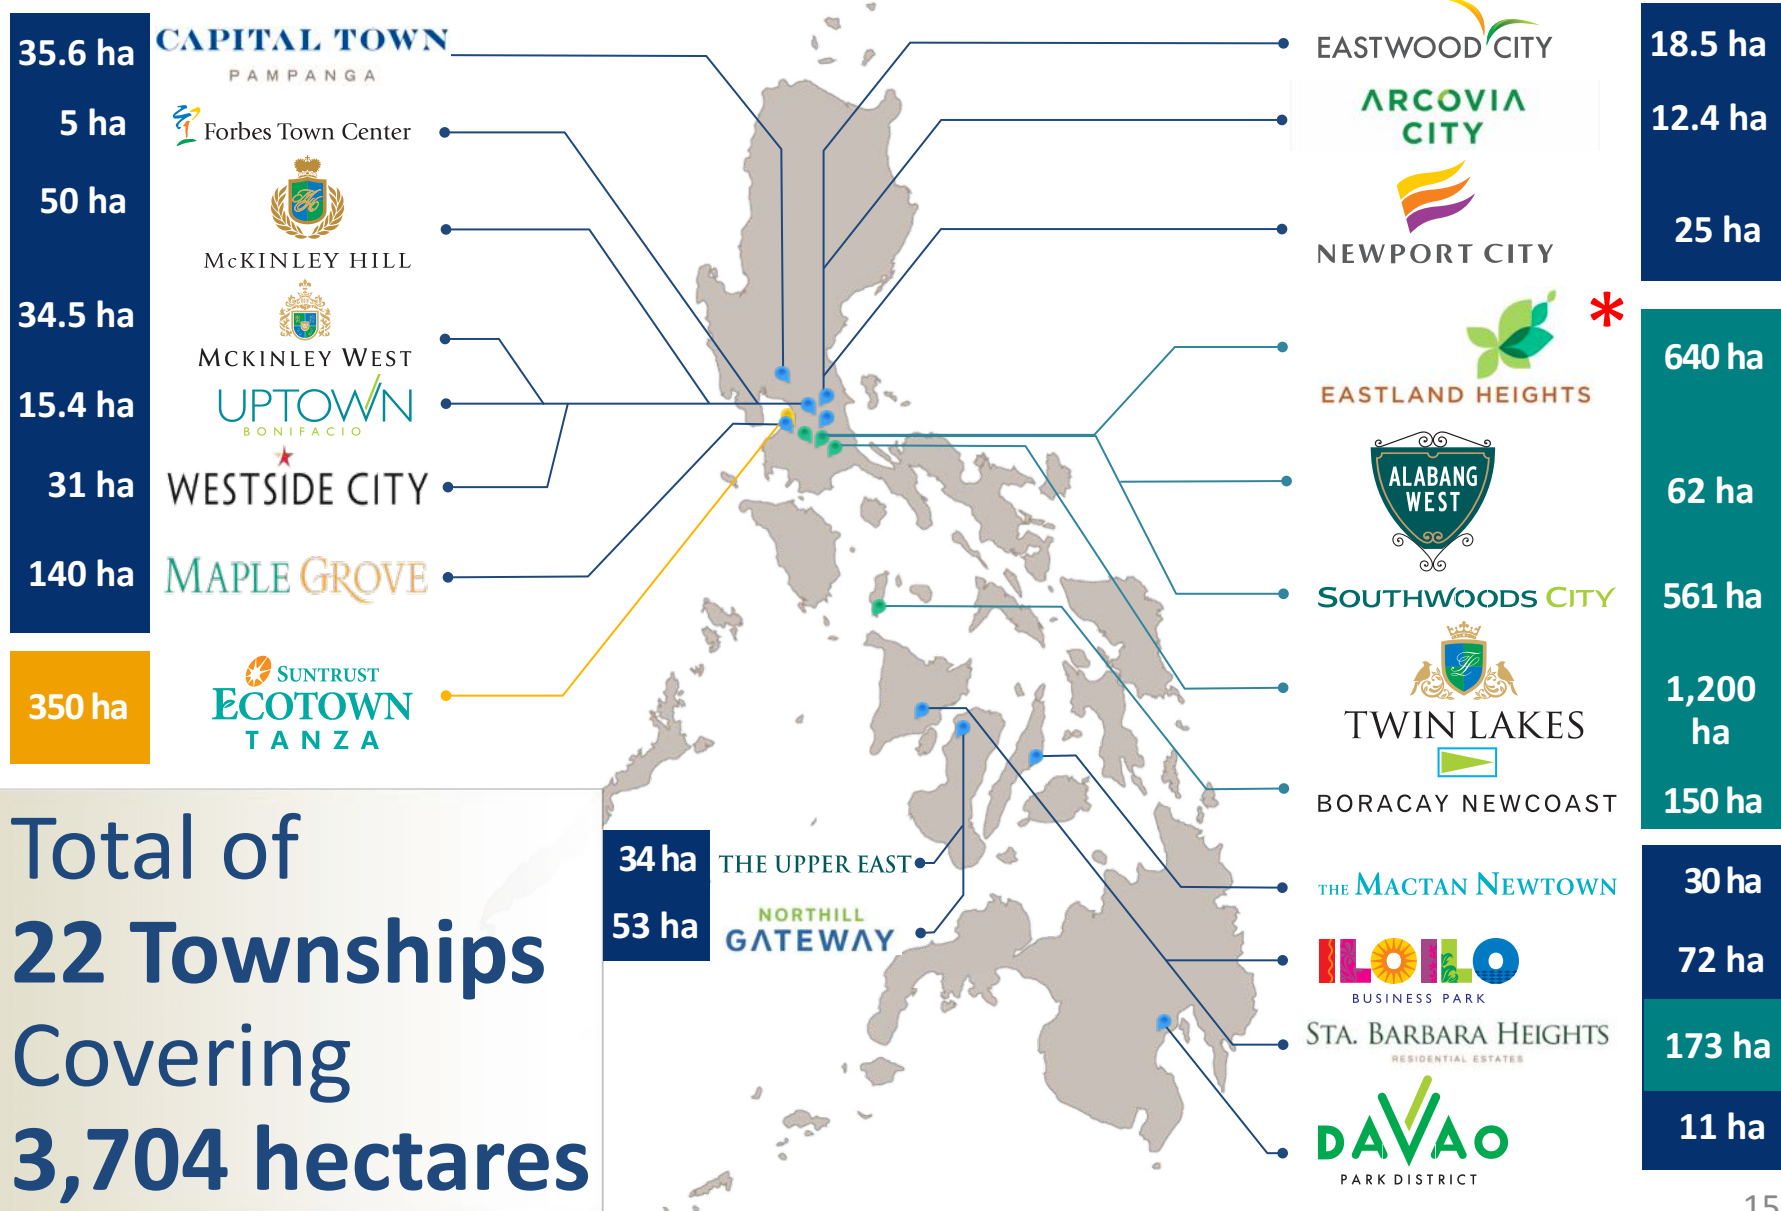 35.6 ha
CAPITAL TOWN
PAMPANGA
5 ha
Forbes Town Center
50 ha
McKINLEY HILL
34.5 ha
MCKINLEY WEST
15.4 ha
UPTOWN
BONIFACIO
31 ha
WESTSIDE CITY
140 ha
MAPLE GROVE
350 ha
SUNTRUST
ECOTOWN
TANZA
EASTWOOD CITY
18.5 ha
ARCOVIA
CITY
12.4 ha
NEWPORT CITY
25 ha
*
EASTLAND HEIGHTS
640 ha
ALABANG
WEST
62 ha
SOUTHWOODS CITY
561 ha
TWIN LAKES
1,200
ha
BORACAY NEWCOAST
150 ha
34 ha
THE UPPER EAST
53 ha
NORTHILL
GATEWAY
THE MACTAN NEWTOWN
30 ha
ILOILO
BUSINESS PARK
72 ha
STA. BARBARA HEIGHTS
RESIDENTIAL ESTATES
173 ha
DAVAO
PARK DISTRICT
11 ha
Total of
22 Townships
Covering
3,704 hectares
15